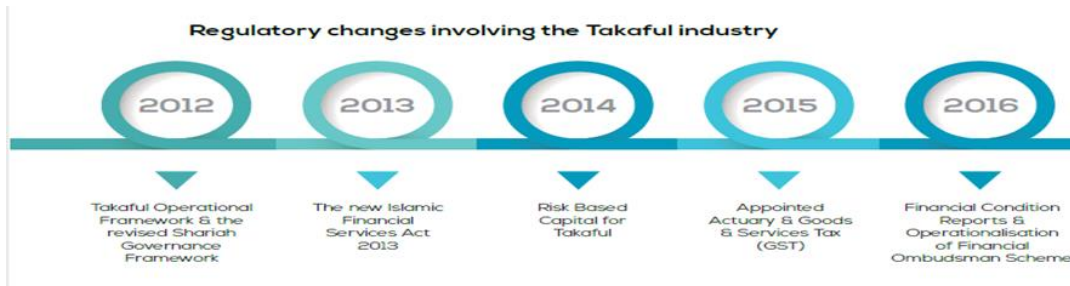 Regulatory changes involving the Takaful industry
2012
2013
2014
2015
2016
Takaful Operational
Framework & the
revised Shariah
Governance
Framework
The new Islamic
Financial
Services Act
2013
Risk Based
Capital for
Takaful
Appointed
Actuary & Goods
& Services Tax
(GST)
Financial Condition
Reports &
Operationalisation
of Financial
Ombudsman Scheme